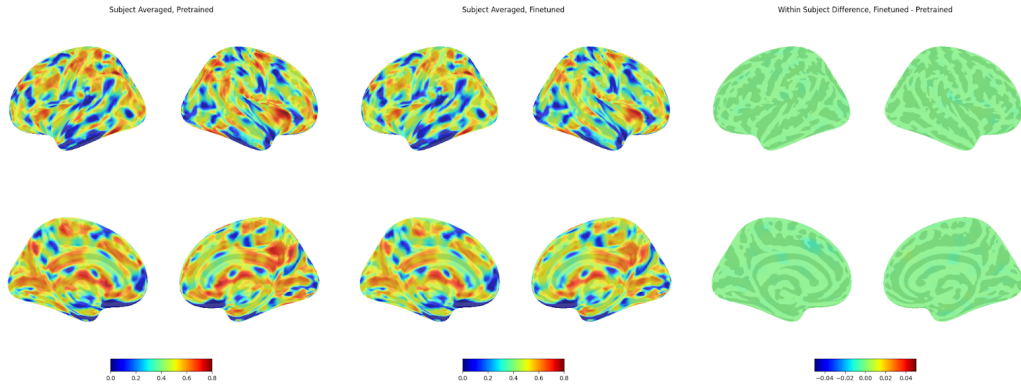 Subject Averaged, Pretrained
Subject Averaged, Finetuned
Within Subject Difference, Finetuned - Pretrained
0.0 0.2 0.4 0.6 0.8
0.0 0.2 0.4 0.6 0.8
−0.04 −0.02 0.00 0.02 0.04